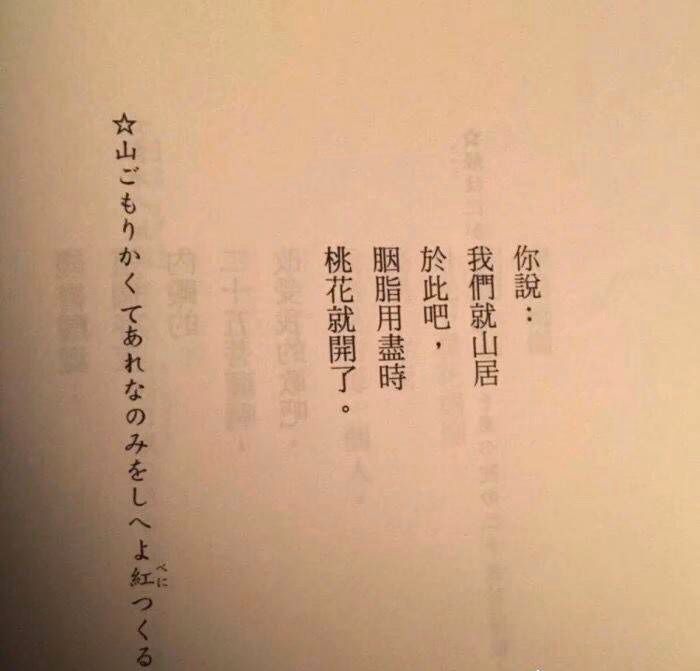 你說：
我們就山居
於此吧，
胭脂用盡時
桃花就開了。
☆山ごもりかくてあれなのみをしへよ紅つくる
べに